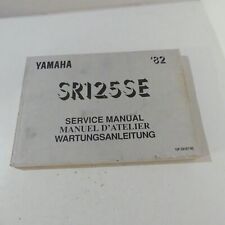 YAMAHA '82
SR125SE
SERVICE MANUAL
MANUEL D'ATELIER
WARTUNGSANLEITUNG